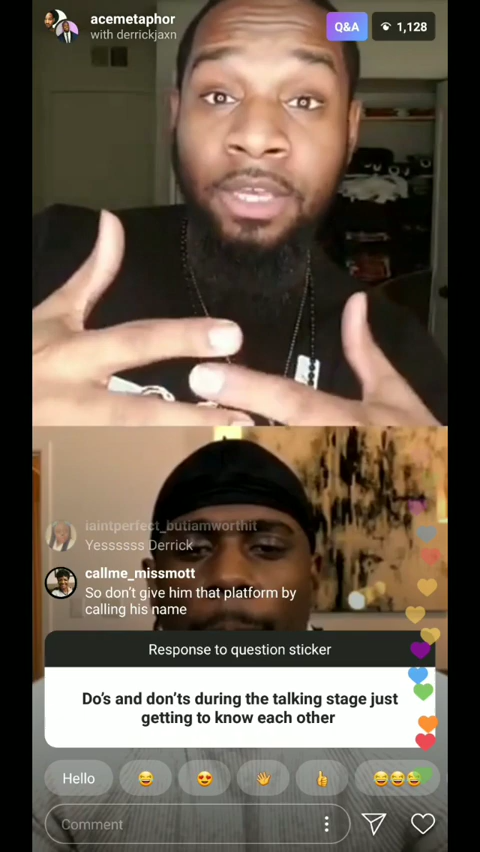 acemetaphor
with derrickjaxn
Q&A
1,128
iaintperfect_butiamworthit
Yessssss Derrick
callme_missmott
So don't give him that platform by
calling his name
Response to question sticker
Do's and don'ts during the talking stage just
getting to know each other
Hello
Comment